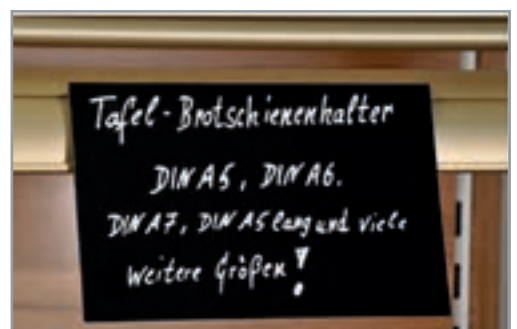 Tafel-Brotschienenhalter
DIN A5, DIN A6.
DIN A7, DIN A5 lang und viele
weitere Größen!